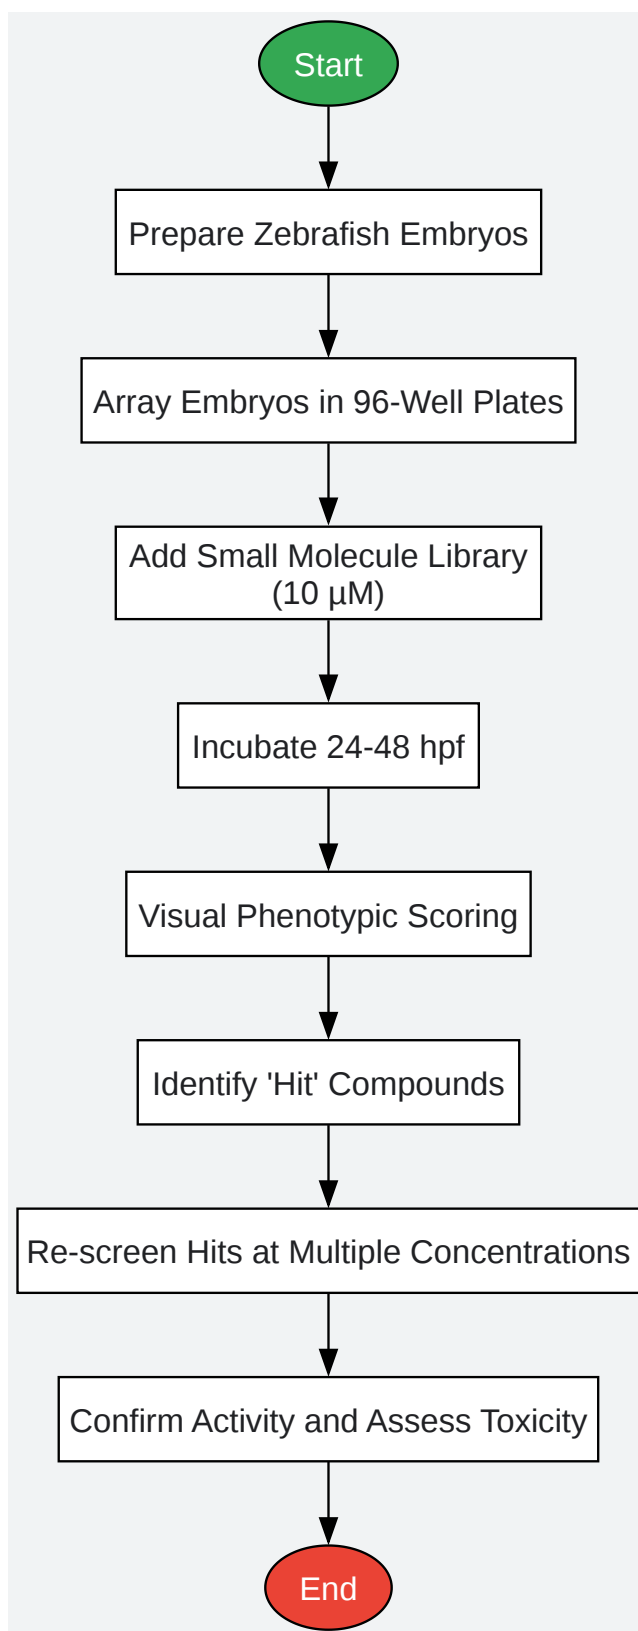 Start
Prepare Zebrafish Embryos
Array Embryos in 96-Well Plates
Add Small Molecule Library
(10 µM)
Incubate 24-48 hpf
Visual Phenotypic Scoring
Identify 'Hit' Compounds
Re-screen Hits at Multiple Concentrations
Confirm Activity and Assess Toxicity
End